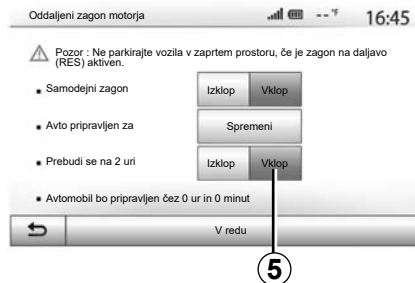 Oddaljeni zagon motorja
--°F
16:45
Pozor : Ne parkirajte vozila v zaprtem prostoru, če je zagon na daljavo
(RES) aktiven.
Samodejni zagon
Izklop
Vklop
Avto pripravljen za
Spremeni
Prebudi se na 2 uri
Izklop
Vklop
Avtomobil bo pripravljen čez 0 ur in 0 minut
V redu
5